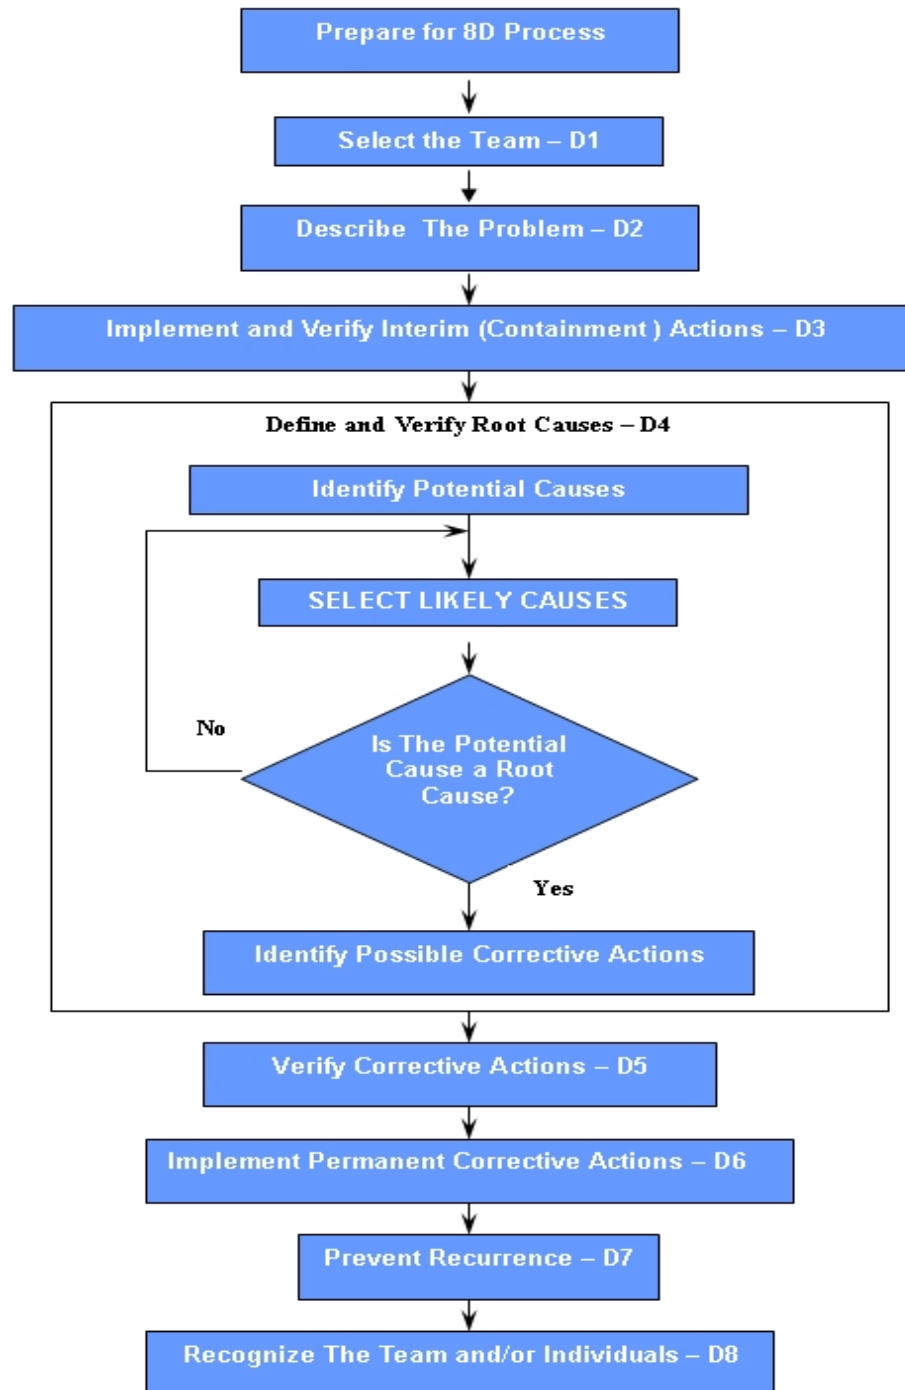 Prepare for 8D Process
Select the Team – D1
Describe The Problem – D2
Implement and Verify Interim (Containment ) Actions – D3
Define and Verify Root Causes – D4
Identify Potential Causes
SELECT LIKELY CAUSES
No
Is The Potential
Cause a Root
Cause?
Yes
Identify Possible Corrective Actions
Verify Corrective Actions – D5
Implement Permanent Corrective Actions – D6
Prevent Recurrence – D7
Recognize The Team and/or Individuals – D8